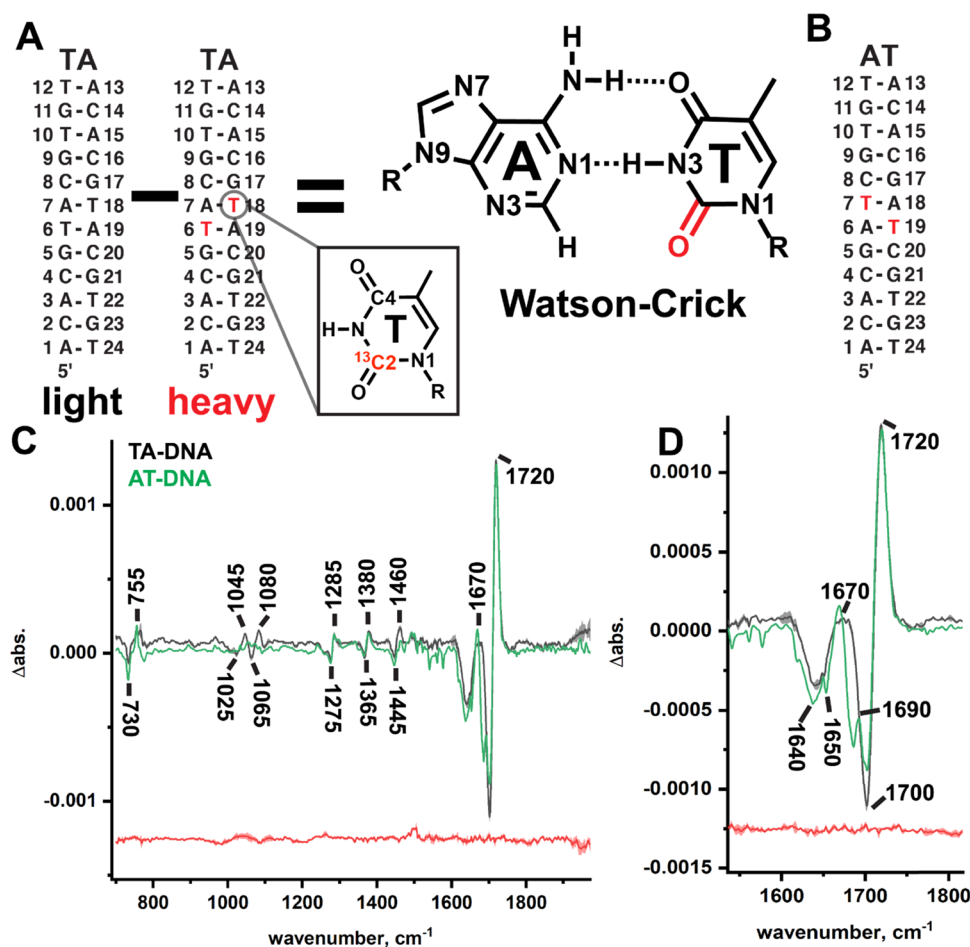 A
B
TA
TA
AT
12 T - A 13
11 G - C 14
10 T - A 15
9 G - C 16
8 C - G 17
7 A - T 18
6 T - A 19
5 G - C 20
4 C - G 21
3 A - T 22
2 C - G 23
1 A - T 24
5'
light
12 T - A 13
11 G - C 14
10 T - A 15
9 G - C 16
8 C - G 17
7 A - T 18
6 T - A 19
5 G - C 20
4 C - G 21
3 A - T 22
2 C - G 23
1 A - T 24
5'
heavy
H
N
H
O
N7
N9
R
A
N1
N3
H
H
N3
T
N1
O
R
Watson-Crick
O
C4
H
N
T
13C2
N1
O
R
12 T - A 13
11 G - C 14
10 T - A 15
9 G - C 16
8 C - G 17
7 T - A 18
6 A - T 19
5 G - C 20
4 C - G 21
3 A - T 22
2 C - G 23
1 A - T 24
5'
C
TA-DNA
AT-DNA
Δabs.
0.001
0.000
-0.001
755
730
1045
1080
1025
1065
1285
1275
1380
1365
1460
1445
1670
1720
800 1000 1200 1400 1600 1800
wavenumber, cm-1
D
Δabs.
0.0010
0.0005
0.0000
-0.0005
-0.0010
-0.0015
1720
1670
1690
1640
1650
1700
1600 1700 1800
wavenumber, cm-1